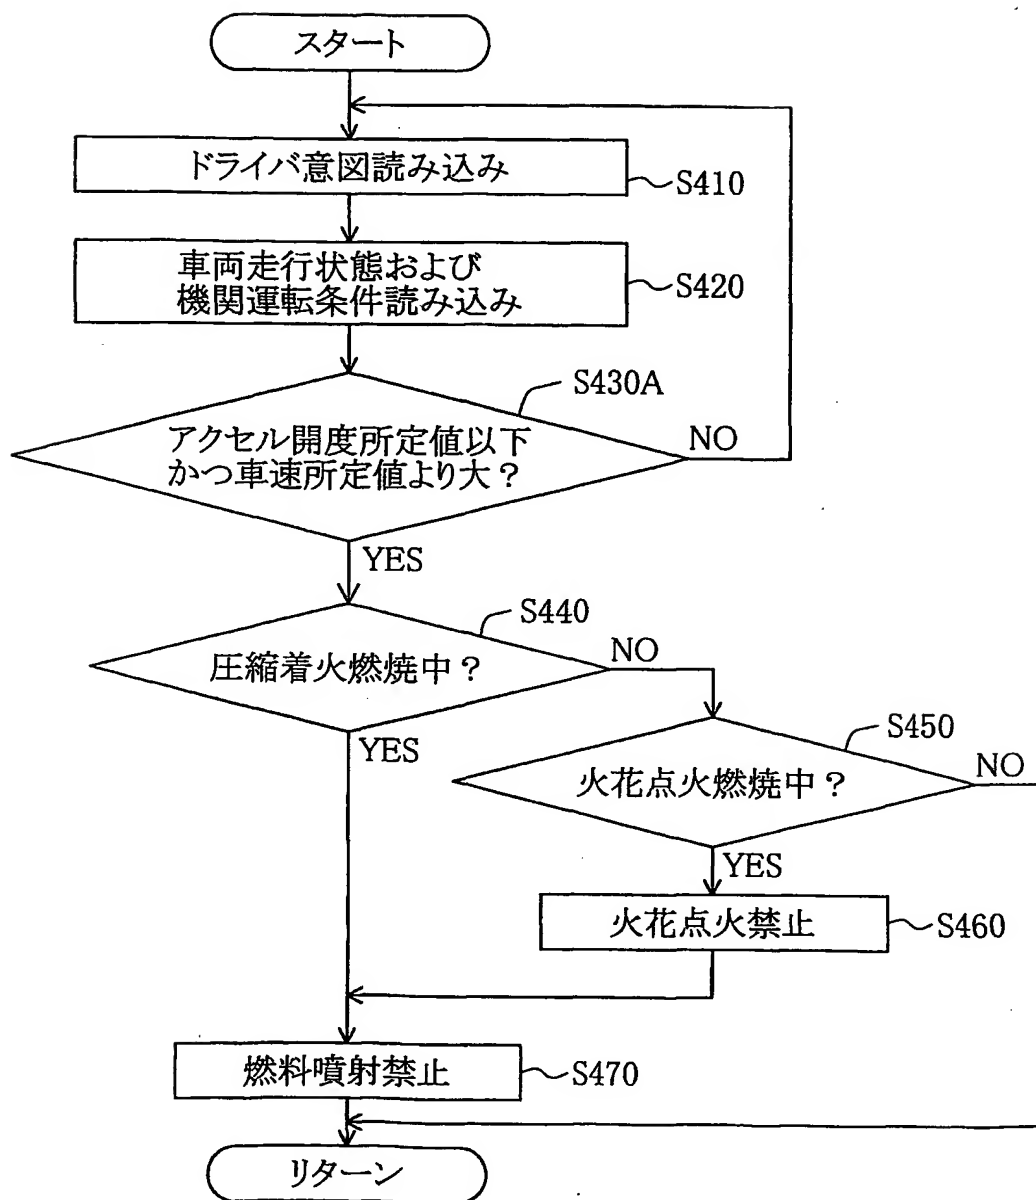 スタート
ドライバ意図読み込み
S410
車両走行状態および
機関運転条件読み込み
S420
S430A
アクセル開度所定値以下
かつ車速所定値より大？
NO
YES
S440
圧縮着火燃焼中？
NO
YES
S450
火花点火燃焼中？
NO
YES
火花点火禁止
S460
燃料噴射禁止
S470
リターン